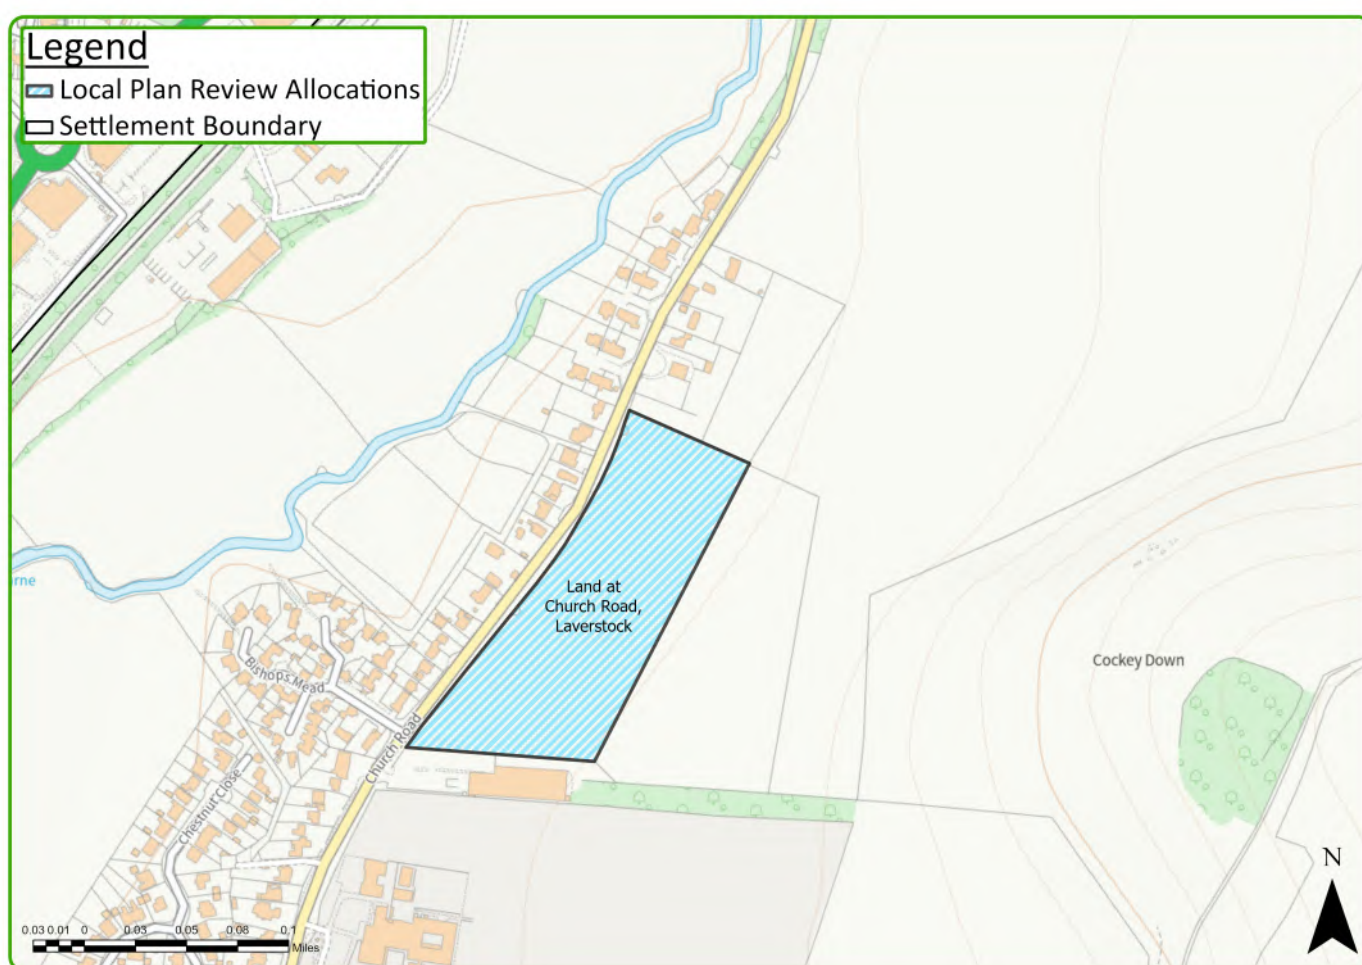 Legend
Local Plan Review Allocations
Settlement Boundary
rne
Land at
Church Road,
Laverstock
Cockey Down
Bishops Mead
Church Road
Chestnut Close
N
0.03 0.01 0 0.03 0.05 0.08 0.1
Miles